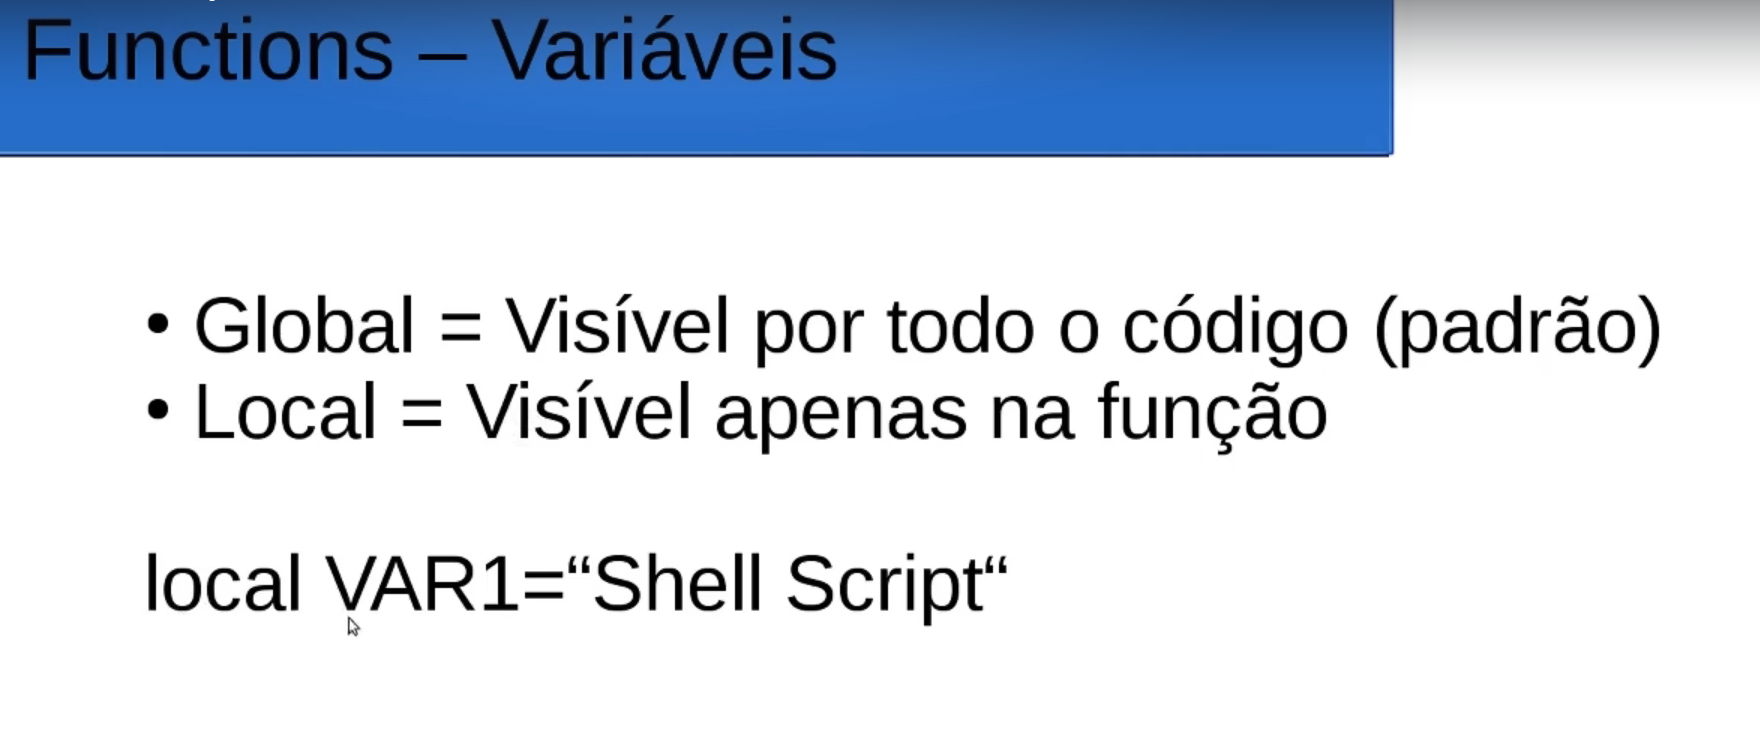 Functions – Variáveis
• Global = Visível por todo o código (padrão)
• Local = Visível apenas na função
local VAR1=“Shell Script“